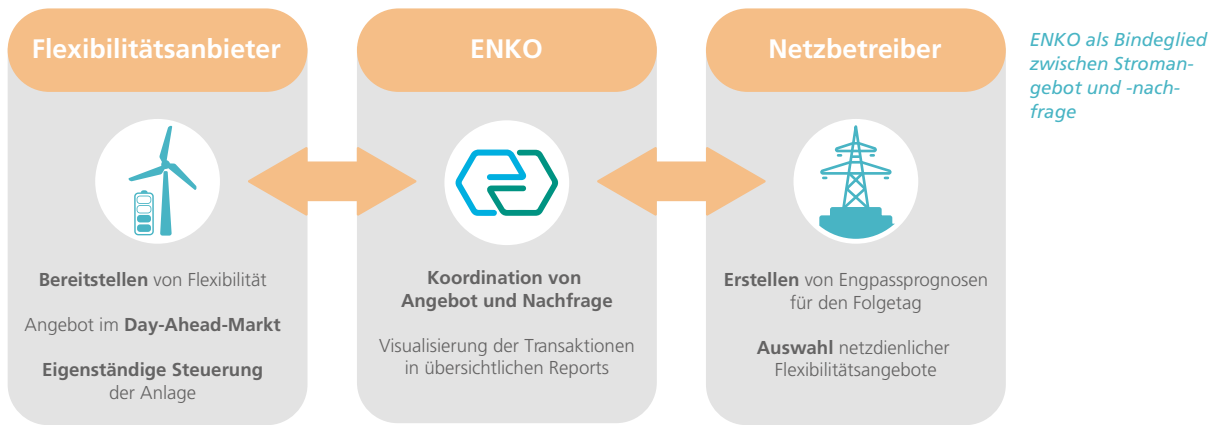 Flexibilitätsanbieter
Bereitstellen von Flexibilität
Angebot im Day-Ahead-Markt
Eigenständige Steuerung
der Anlage
ENKO
Koordination von
Angebot und Nachfrage
Visualisierung der Transaktionen
in übersichtlichen Reports
Netzbetreiber
Erstellen von Engpassprognosen
für den Folgetag
Auswahl netzdienlicher
Flexibilitätsangebote
ENKO als Bindeglied
zwischen Stroman-
gebot und -nach-
frage